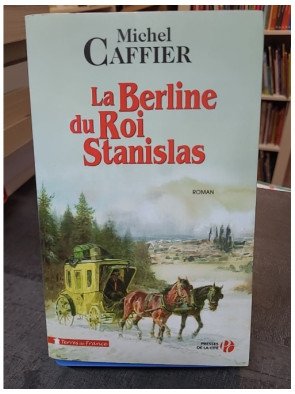 Michel
CAFFIER
La Berline
du Roi
Stanislas
ROMAN
Terres de France
PRESSES
DE LA CITÉ